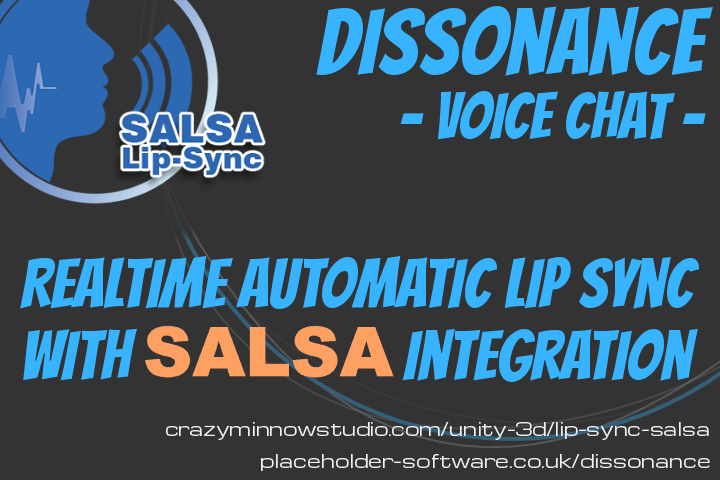 DISSONANCE
- VOICE CHAT -
SALSA
Lip-Sync
REALTIME AUTOMATIC LIP SYNC
WITH SALSA INTEGRATION
crazyminnowstudio.com/unity-3d/lip-sync-salsa
placeholder-software.co.uk/dissonance